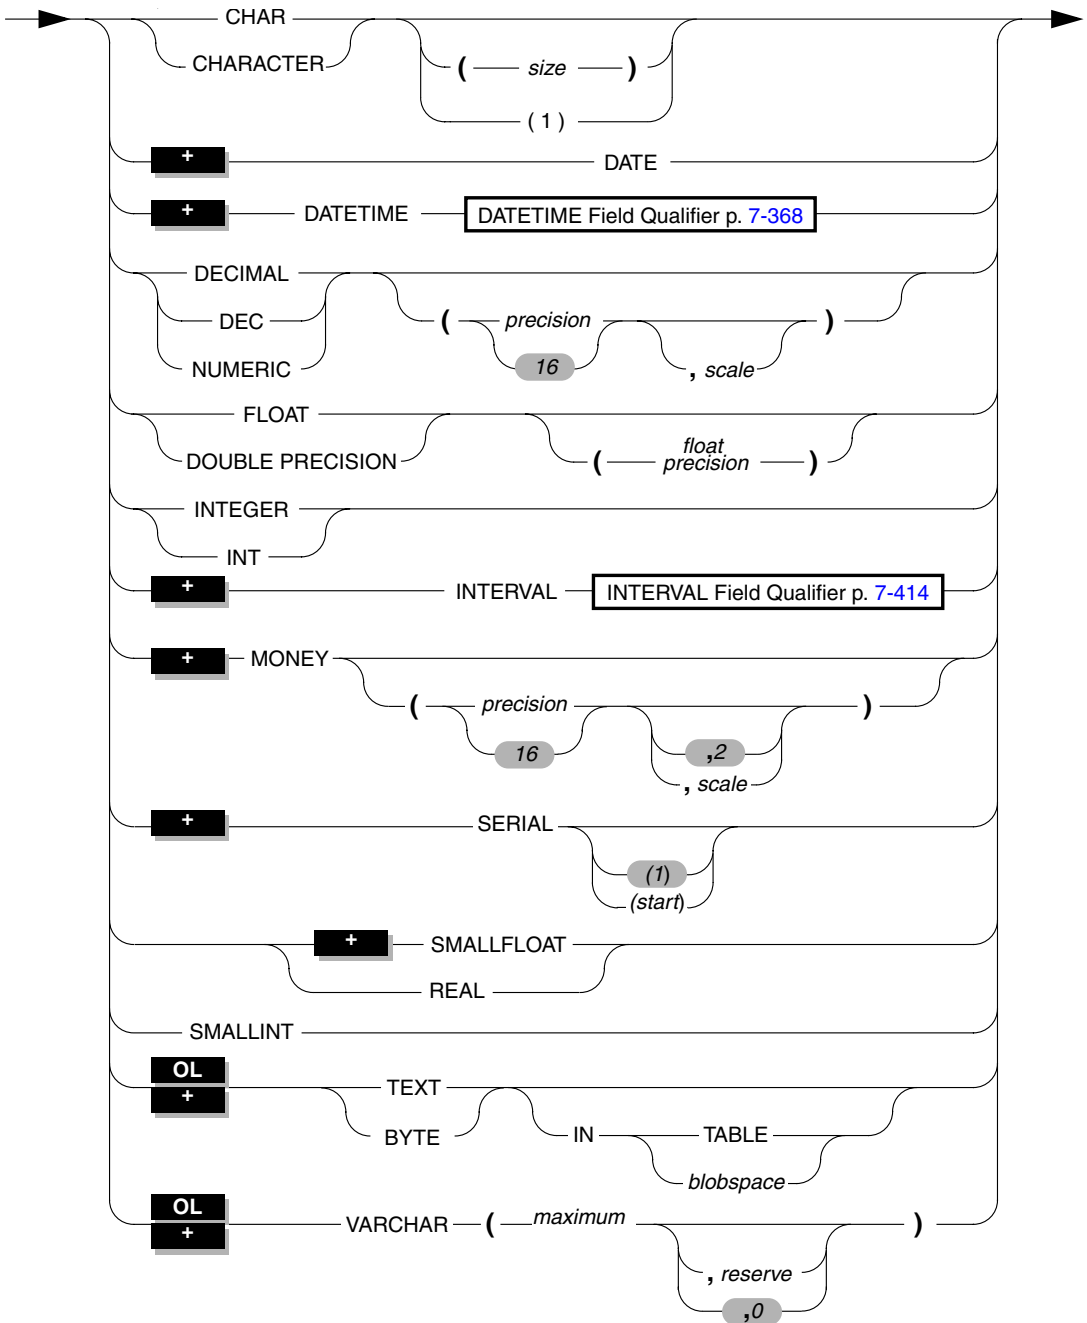 CHAR
CHARACTER
( size )
( 1 )
+ DATE
+ DATETIME DATETIME Field Qualifier p. 7-368
DECIMAL
DEC
NUMERIC
( precision )
16
, scale
FLOAT
DOUBLE PRECISION
( float precision )
INTEGER
INT
+ INTERVAL INTERVAL Field Qualifier p. 7-414
+ MONEY
( precision )
16
,2
, scale
+ SERIAL
(1)
(start)
+ SMALLFLOAT
REAL
SMALLINT
OL
+
TEXT
BYTE
IN TABLE
blobspace
OL
+
VARCHAR ( maximum )
, reserve
,0